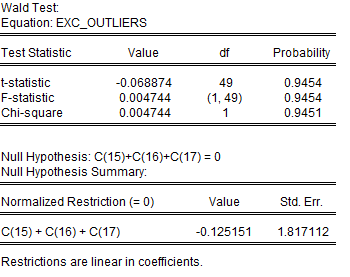 Wald Test:
Equation: EXC_OUTLIERS
Test Statistic Value df Probability
t-statistic -0.068874 49 0.9454
F-statistic 0.004744 (1, 49) 0.9454
Chi-square 0.004744 1 0.9451
Null Hypothesis: C(15)+C(16)+C(17) = 0
Null Hypothesis Summary:
Normalized Restriction (= 0) Value Std. Err.
C(15) + C(16) + C(17) -0.125151 1.817112
Restrictions are linear in coefficients.